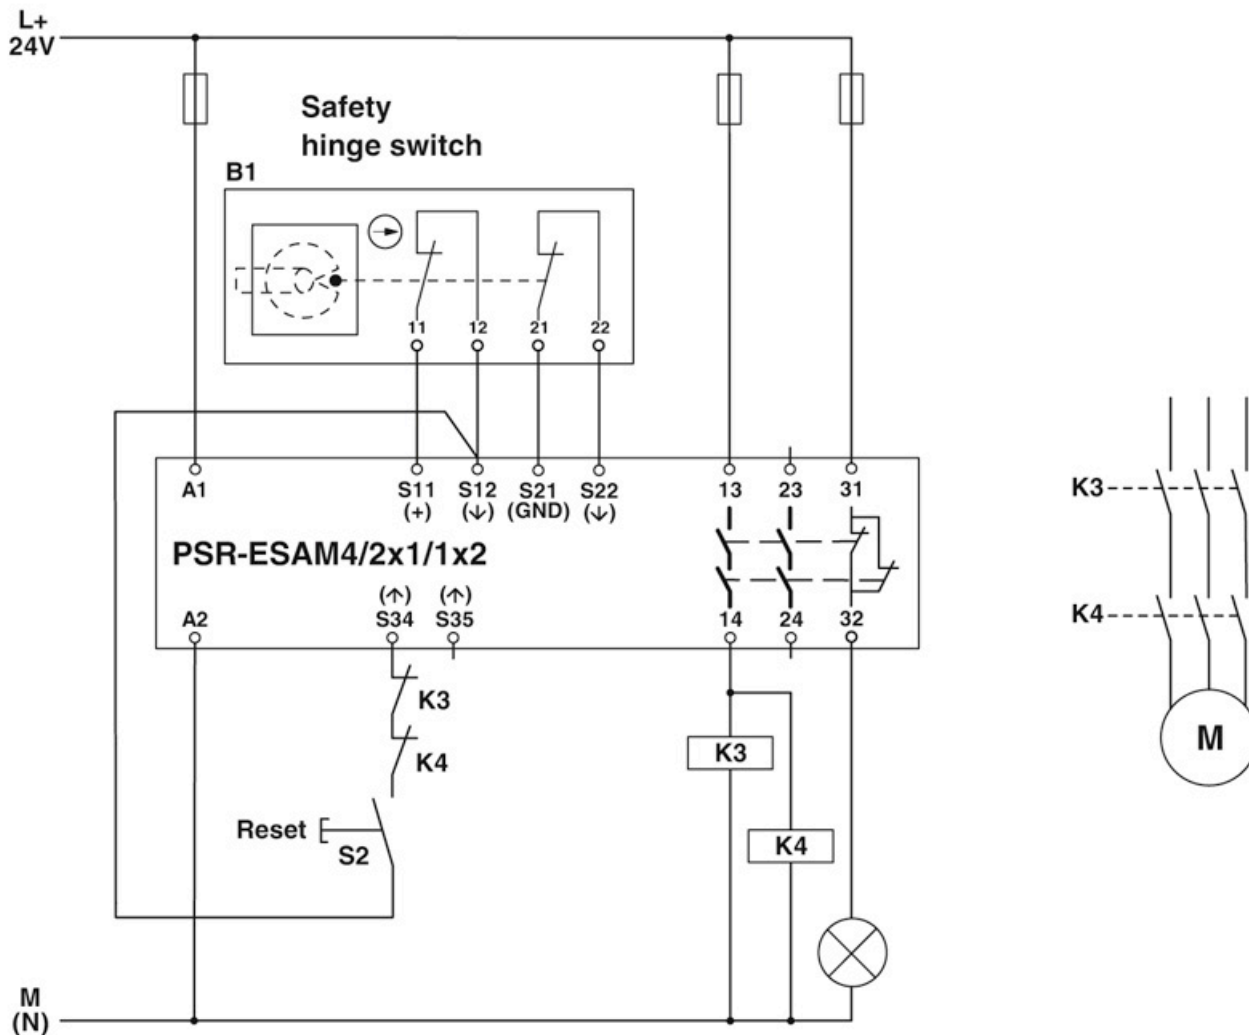 L+
24V
Safety
hinge switch
B1
11 12 21 22
A1 S11 S12 S21 S22 13 23 31
(+) (↓) (GND) (↓)
PSR-ESAM4/2x1/1x2
(↑) (↑)
A2 S34 S35 14 24 32
K3
K4
Reset
S2
K3
K4
M
(N)
K3
K4
M